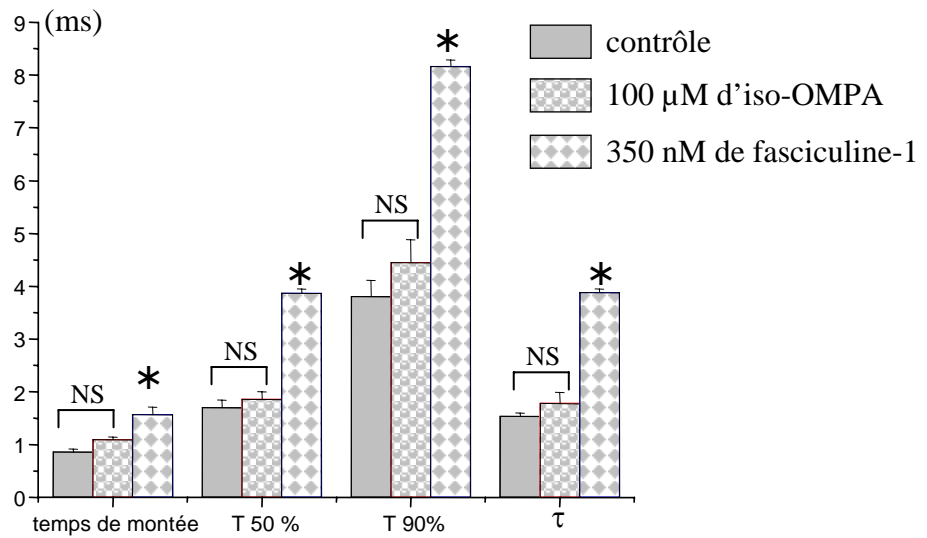 (ms)
9
8
7
6
5
4
3
2
1
0
NS
*
NS
*
NS
*
NS
*
temps de montée
T 50 %
T 90%
τ
contrôle
100 µM d’iso-OMPA
350 nM de fasciculine-1